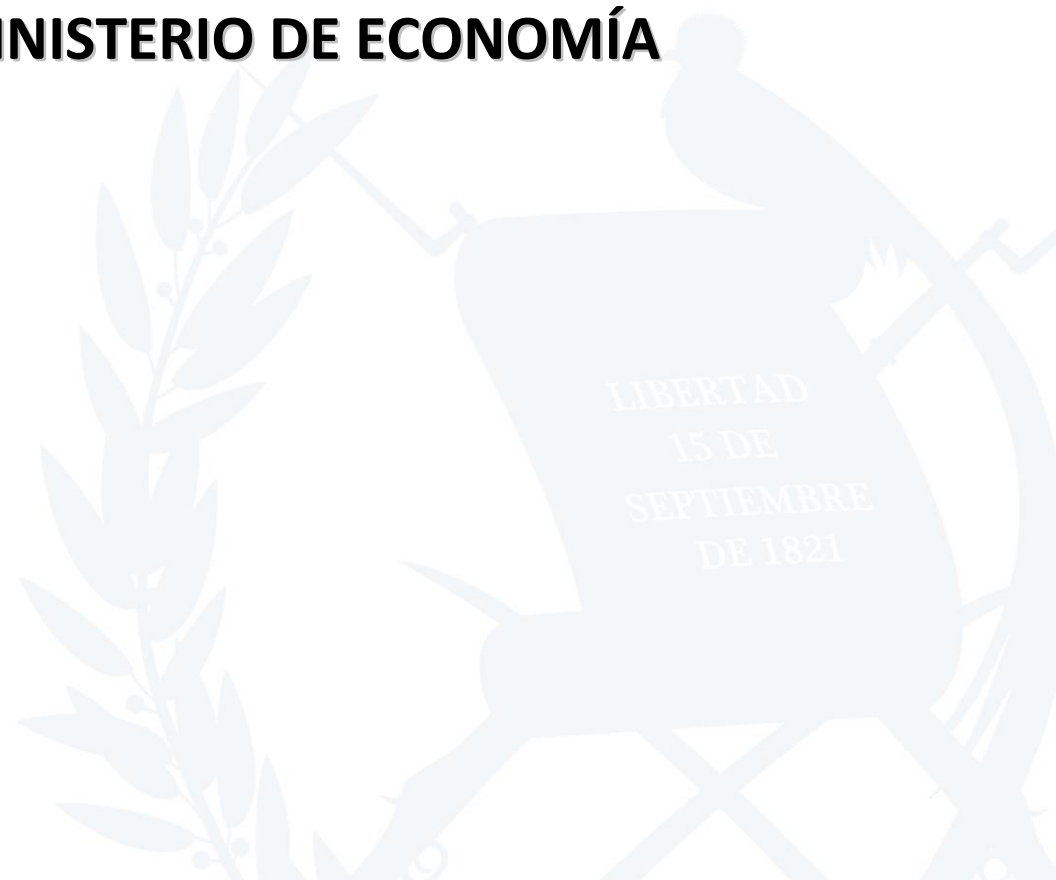 INISTERIO DE ECONOMÍA
LIBERTAD
15 DE
SEPTIEMBRE
DE 1821